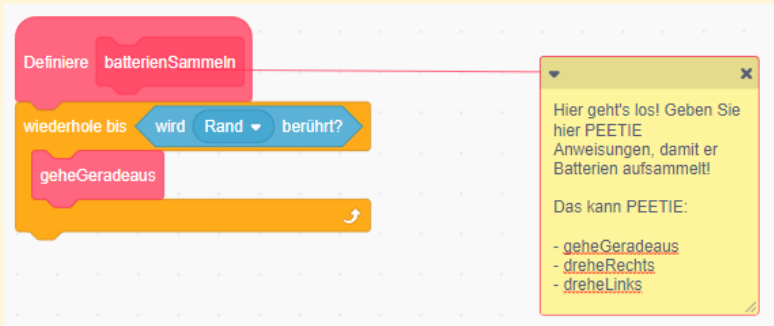 Definiere batterienSammeln
wiederhole bis wird Rand berührt?
geheGeradeaus
Hier geht's los! Geben Sie
hier PEETIE
Anweisungen, damit er
Batterien aufsammelt!
Das kann PEETIE:
- geheGeradeaus
- dreheRechts
- dreheLinks